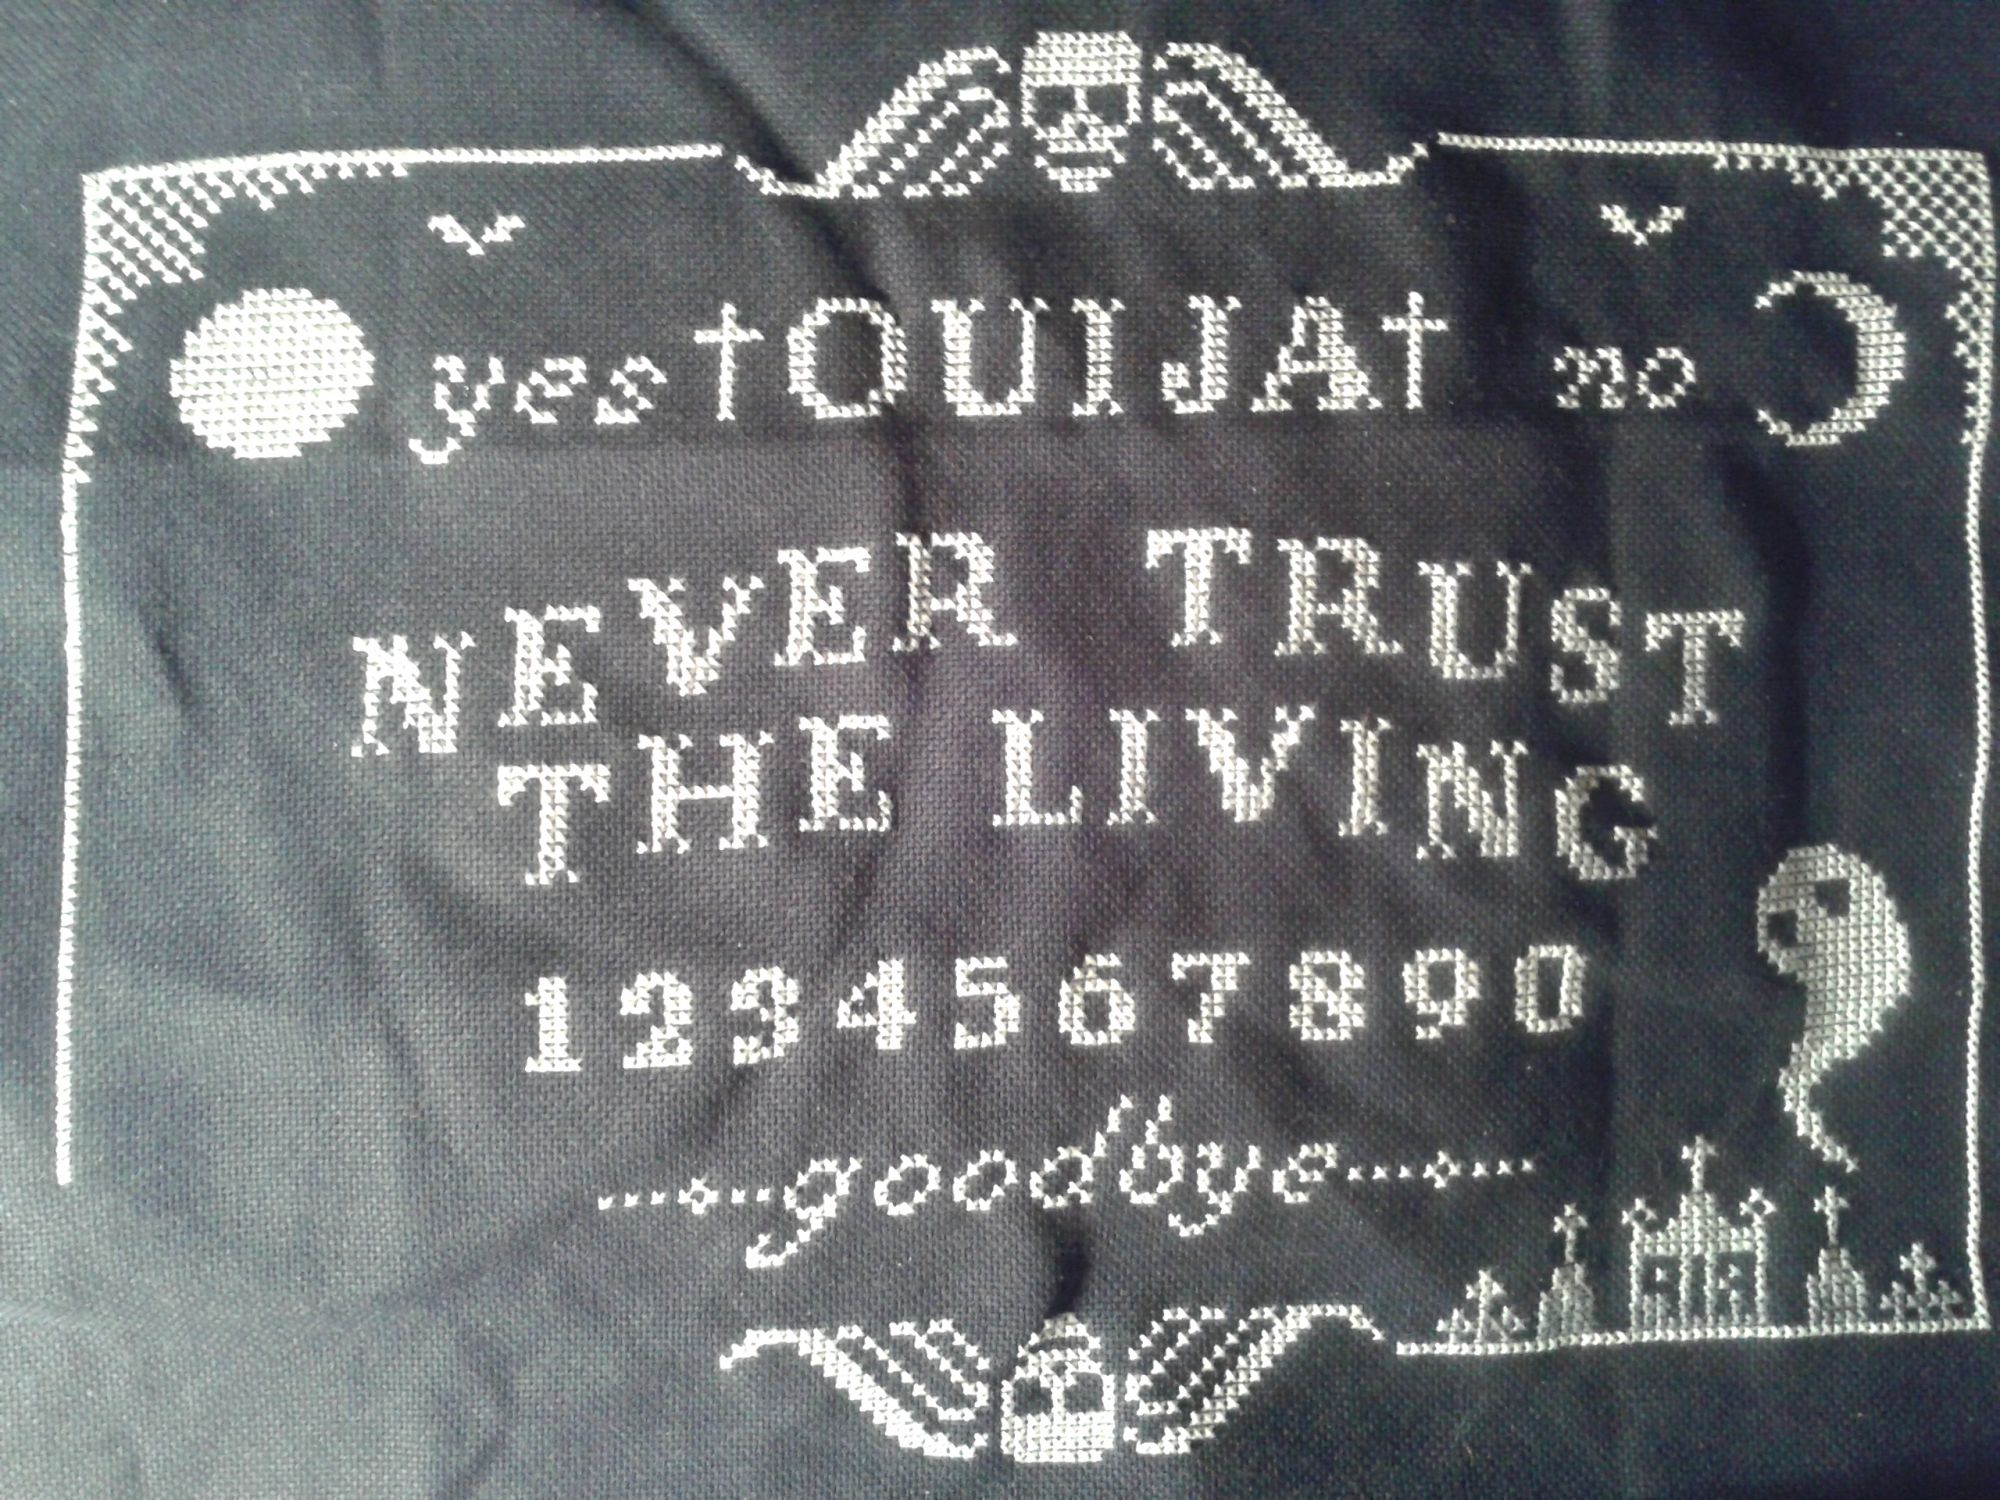 yes †OUIJA† no
NEVER TRUST
THE LIVING
1234567890
goodbye